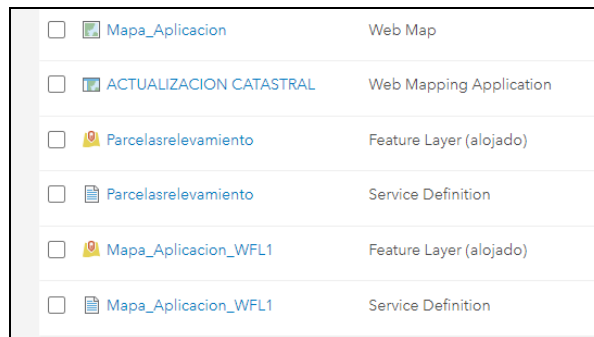 Mapa_Aplicacion Web Map
ACTUALIZACION CATASTRAL Web Mapping Application
Parcelasrelevamiento Feature Layer (alojado)
Parcelasrelevamiento Service Definition
Mapa_Aplicacion_WFL1 Feature Layer (alojado)
Mapa_Aplicacion_WFL1 Service Definition